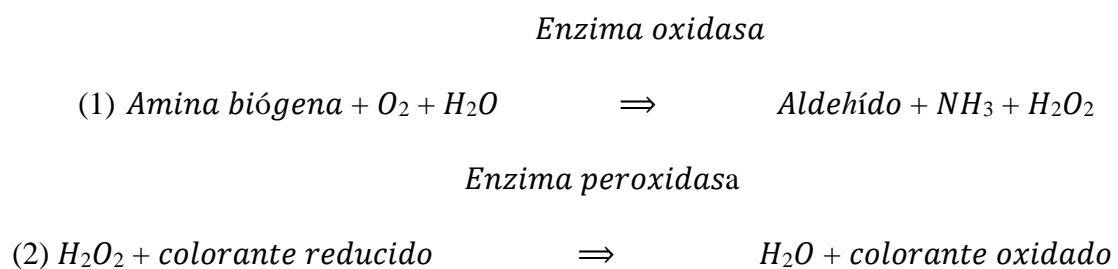 Enzima oxidasa
(1) Amina biógena + O₂ + H₂O ⟹ Aldehído + NH₃ + H₂O₂
Enzima peroxidasa
(2) H₂O₂ + colorante reducido ⟹ H₂O + colorante oxidado